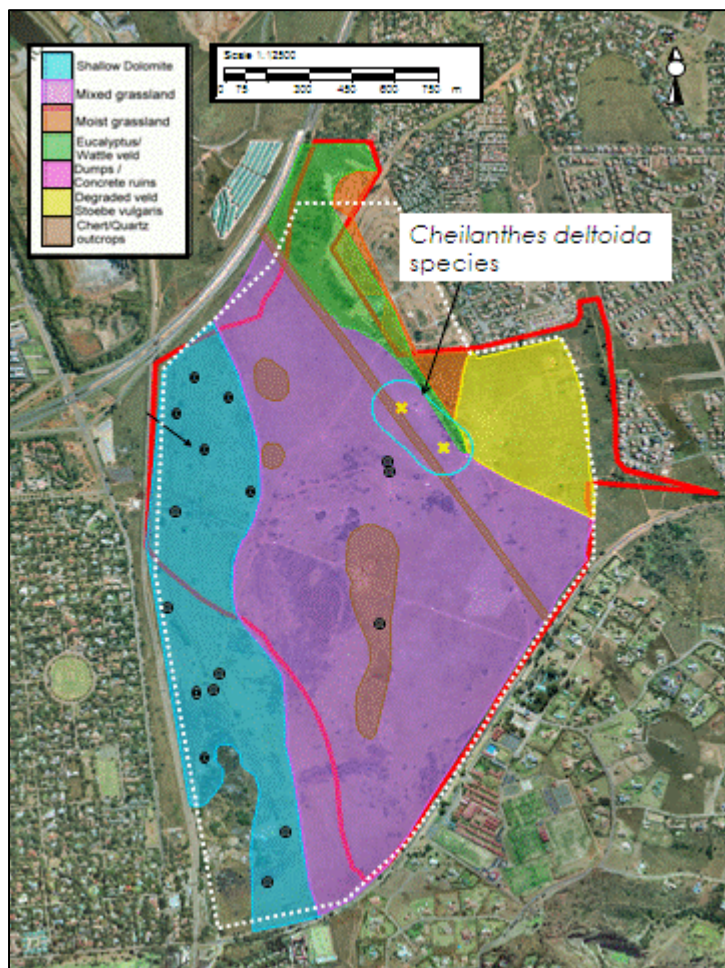 Scale 1:12500
0 75 300 450 600 750 m
Shallow Dolomite
Mixed grassland
Moist grassland
Eucalyptus/
Wattle veld
Dumps /
Concrete ruins
Degraded veld
Stoebe vulgaris
Chert/Quartz
outcrops
Cheilanthes deltoida
species